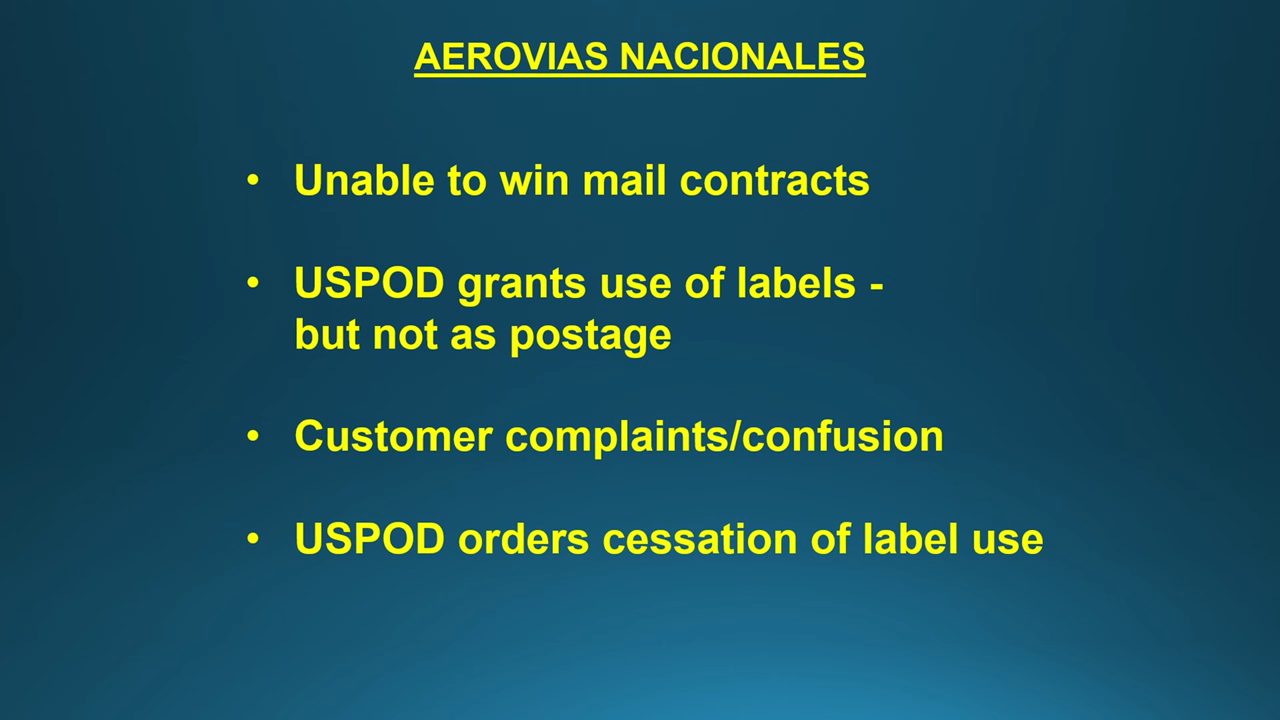 AEROVIAS NACIONALES
• Unable to win mail contracts
• USPOD grants use of labels -
but not as postage
• Customer complaints/confusion
• USPOD orders cessation of label use